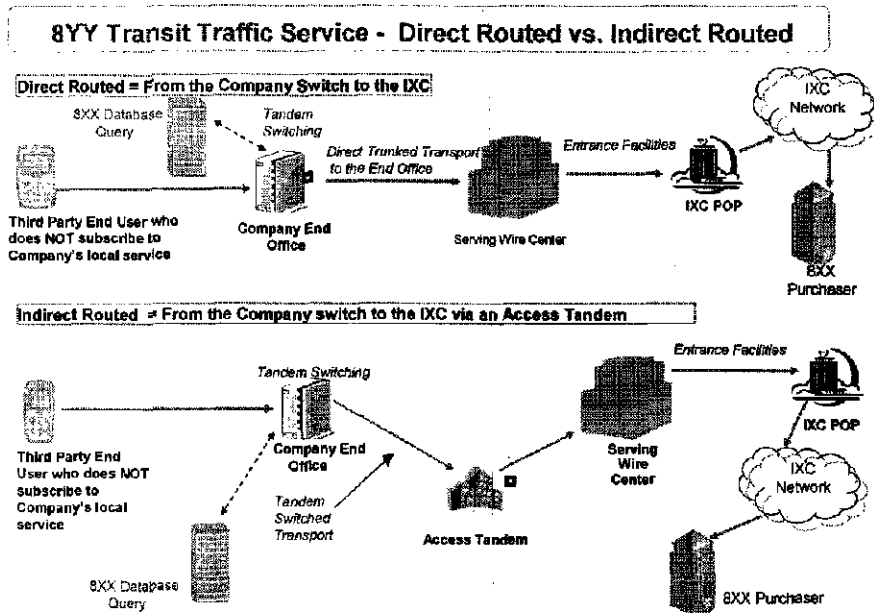 8YY Transit Traffic Service - Direct Routed vs. Indirect Routed
Direct Routed = From the Company Switch to the IXC
8XX Database
Query
Tandem
Switching
Direct Trunked Transport
to the End Office
Entrance Facilities
IXC
Network
IXC POP
Third Party End User who
does NOT subscribe to
Company's local service
Company End
Office
Serving Wire Center
8XX
Purchaser
Indirect Routed = From the Company switch to the IXC via an Access Tandem
Tandem Switching
Entrance Facilities
Company End
Office
Serving
Wire
Center
IXC POP
Third Party End
User who does NOT
subscribe to
Company's local
service
Tandem
Switched
Transport
Access Tandem
IXC
Network
8XX Database
Query
8XX Purchaser